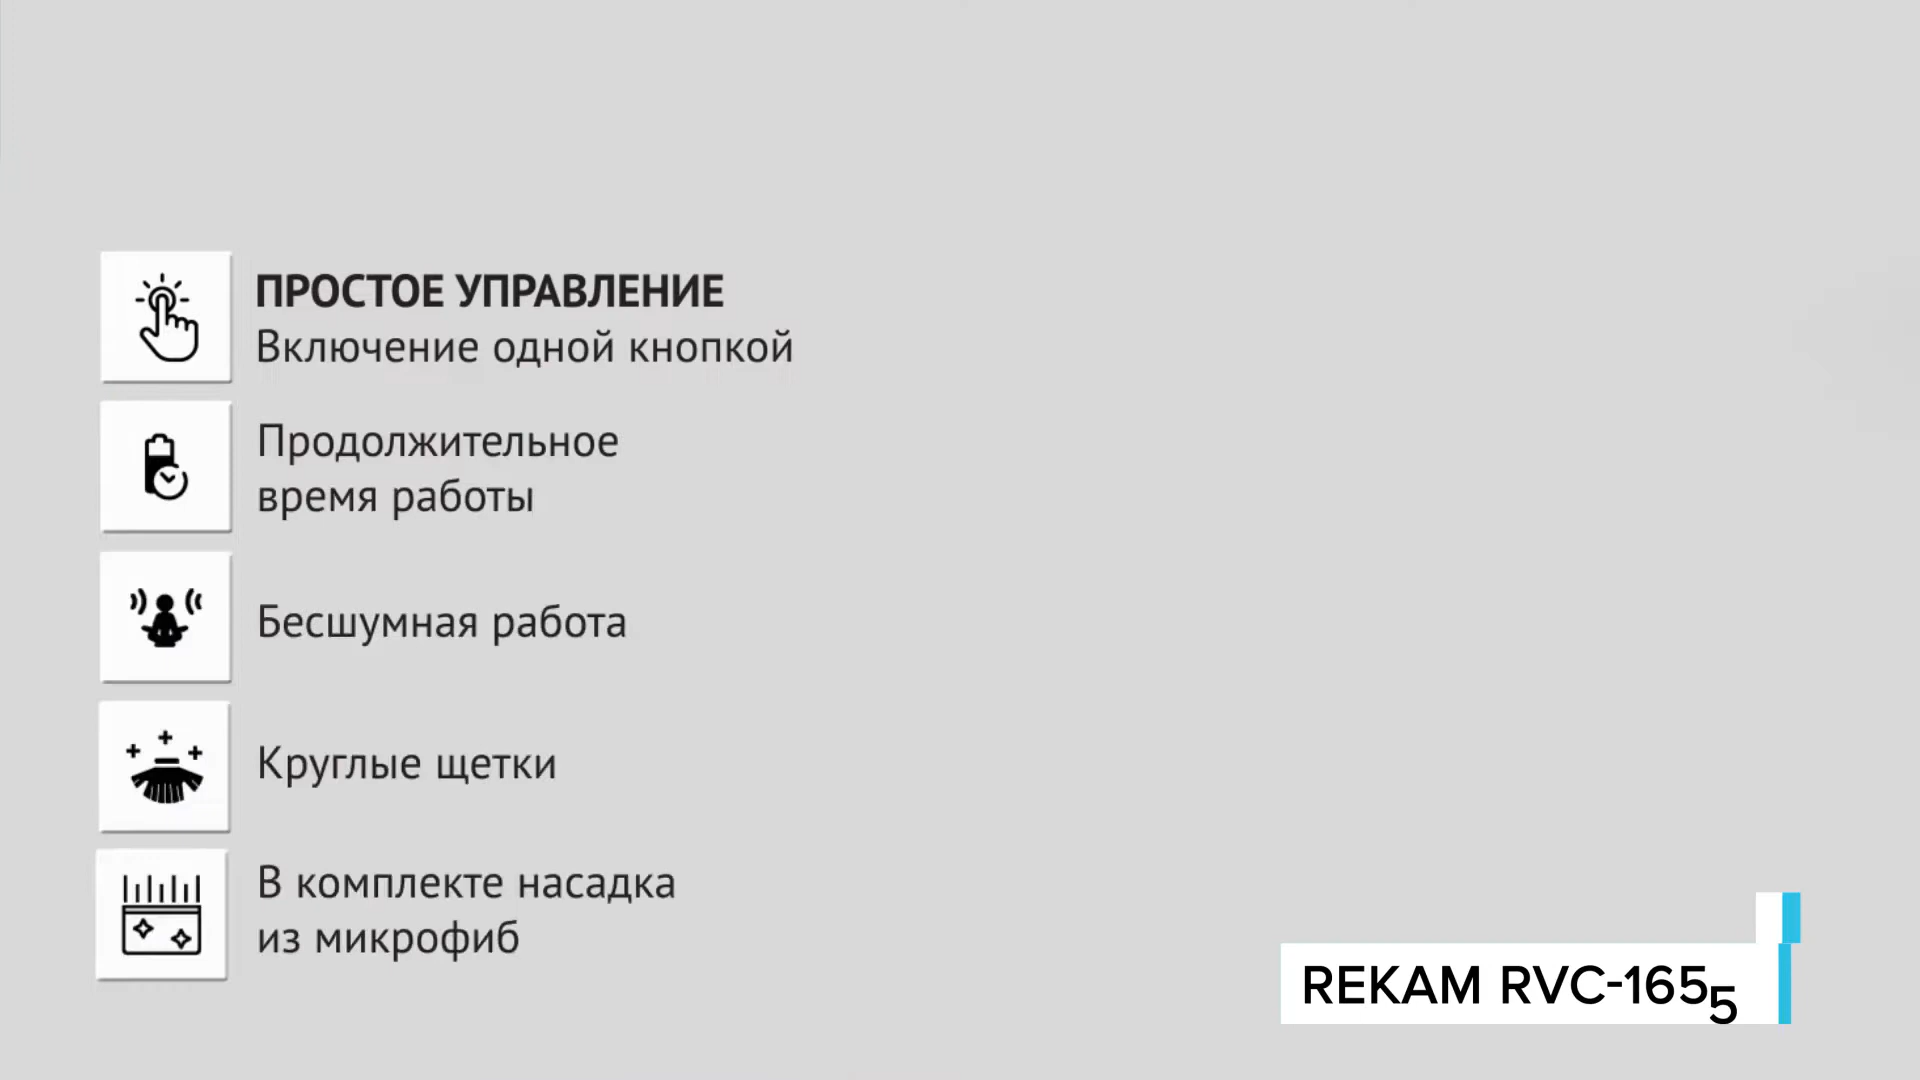 ПРОСТОЕ УПРАВЛЕНИЕ
Включение одной кнопкой
Продолжительное
время работы
Бесшумная работа
Круглые щетки
В комплекте насадка
из микрофиб
REKAM RVC-1655